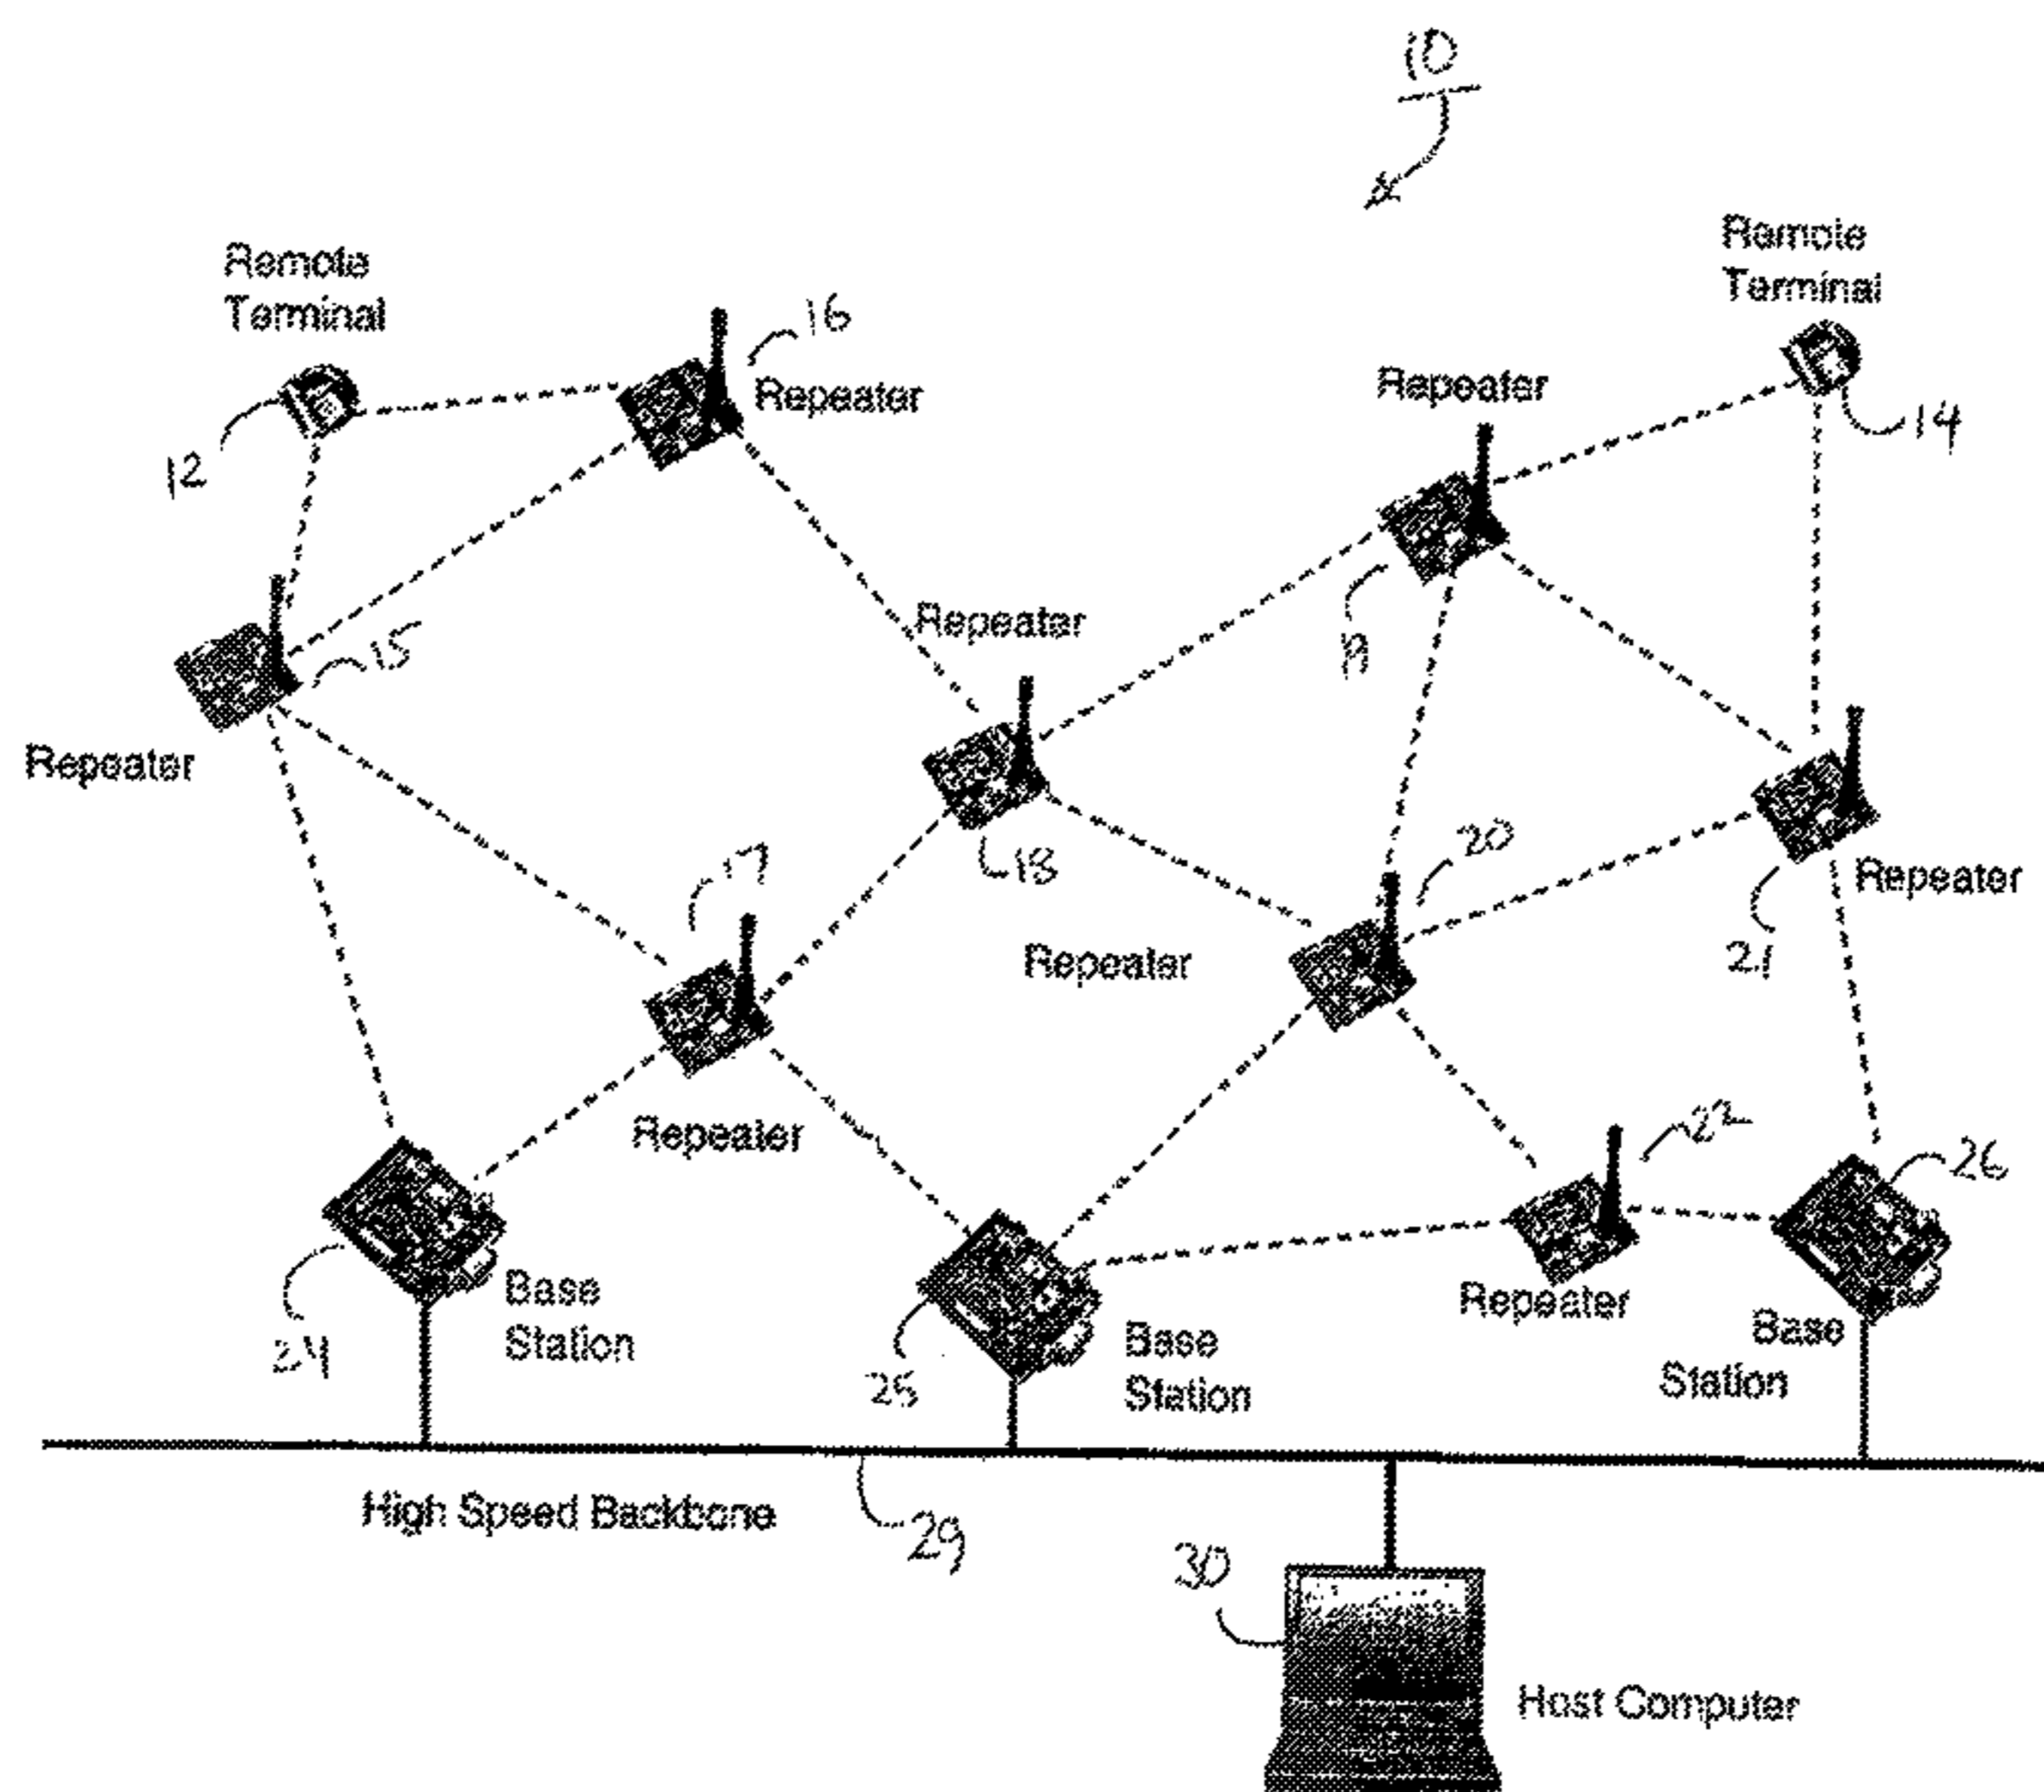 10
Remote
Terminal
Remote
Terminal
16
Repeater
Repeater
12
14
Repeater
15
19
Repeater
17
18
20
Repeater
Repeater
21
Repeater
22
26
Base
Station
24
Base
Station
25
Repeater
Base
Station
High Speed Backbone
29
30
Host Computer